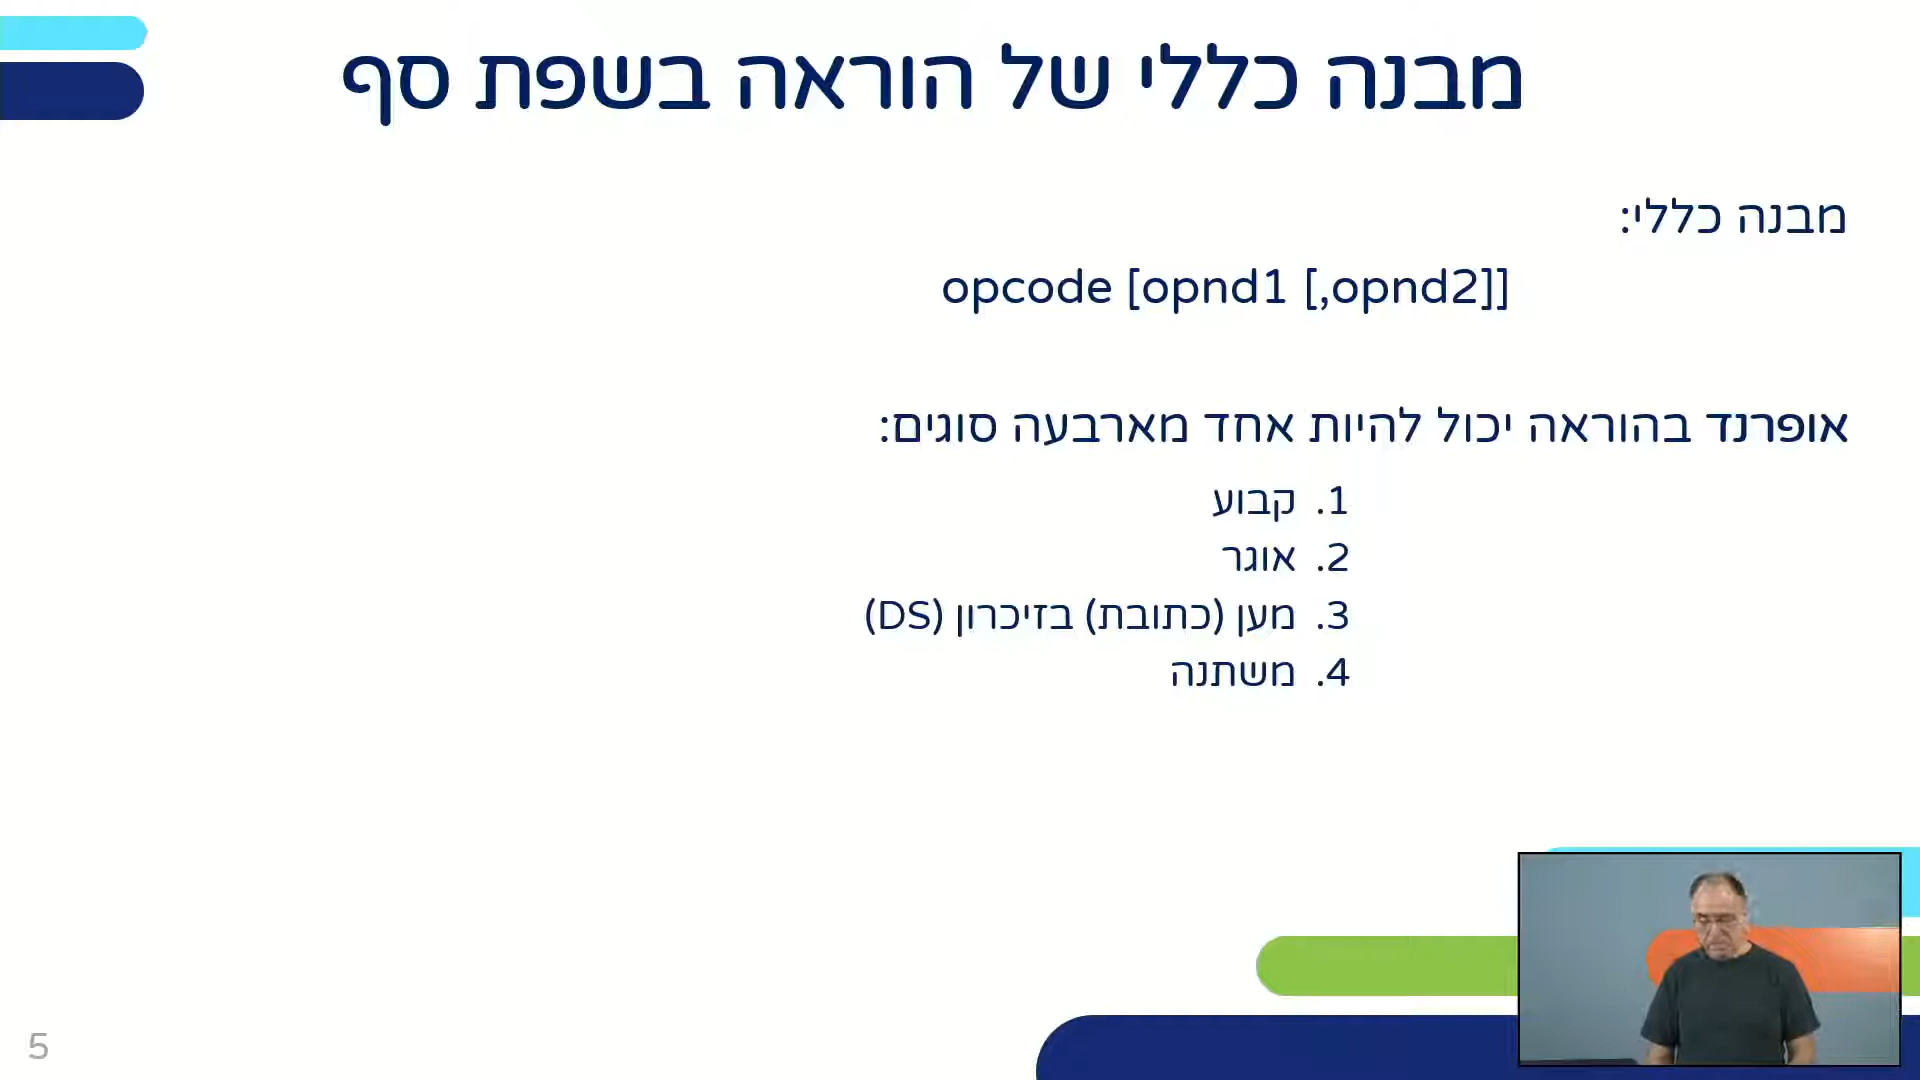 מבנה כללי של הוראה בשפת סף
מבנה כללי:
opcode [opnd1 [,opnd2]]
אופרנד בהוראה יכול להיות אחד מארבעה סוגים:
1. קבוע
2. אוגר
3. מען (כתובת) בזיכרון (DS)
4. משתנה
5